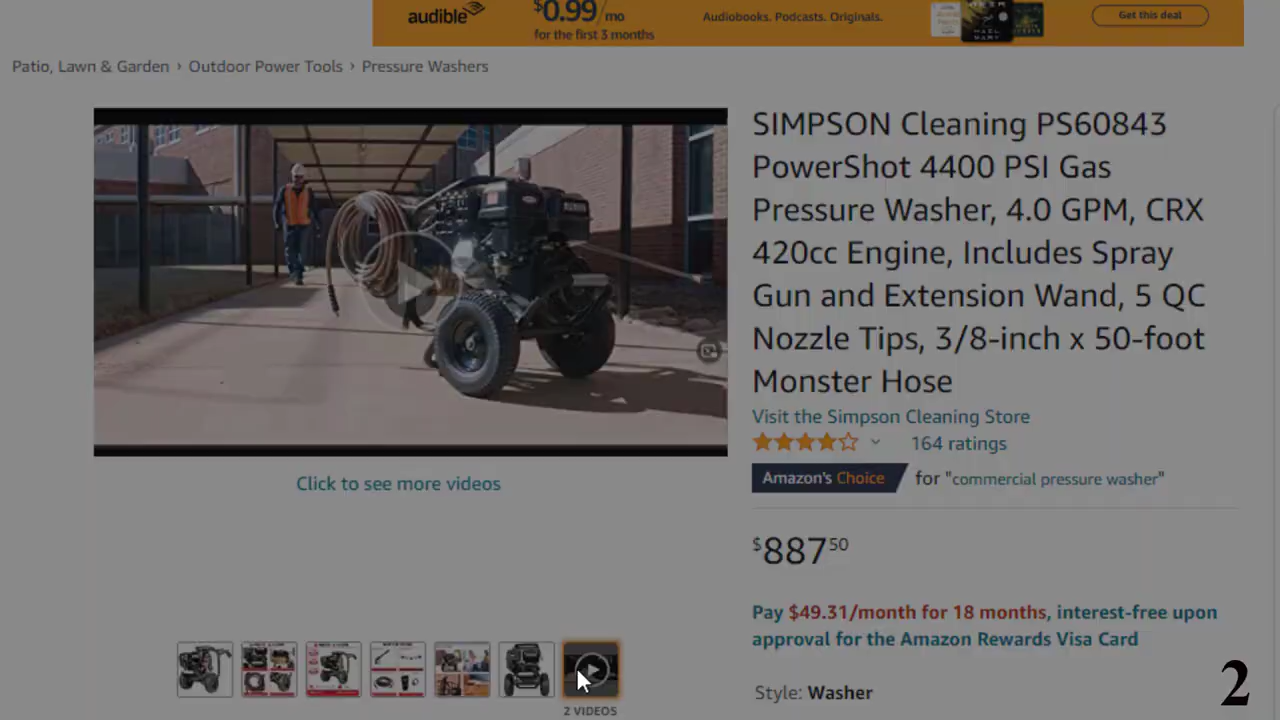 audible
$0.99/mo
for the first 3 months
Audiobooks. Podcasts. Originals.
Get this deal
Patio, Lawn & Garden › Outdoor Power Tools › Pressure Washers
SIMPSON Cleaning PS60843
PowerShot 4400 PSI Gas
Pressure Washer, 4.0 GPM, CRX
420cc Engine, Includes Spray
Gun and Extension Wand, 5 QC
Nozzle Tips, 3/8-inch x 50-foot
Monster Hose
Visit the Simpson Cleaning Store
164 ratings
Amazon's Choice for "commercial pressure washer"
$88750
Pay $49.31/month for 18 months, interest-free upon
approval for the Amazon Rewards Visa Card
Style: Washer
Click to see more videos
2 VIDEOS
2